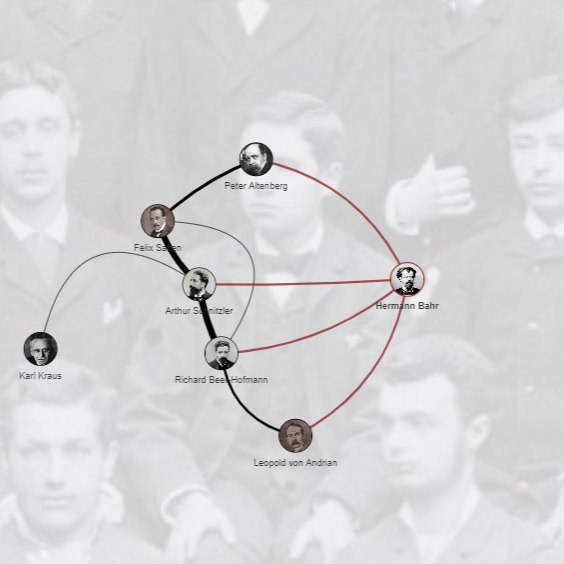 Peter Altenberg
Felix Salten
Arthur Schnitzler
Hermann Bahr
Karl Kraus
Richard Beer-Hofmann
Leopold von Andrian